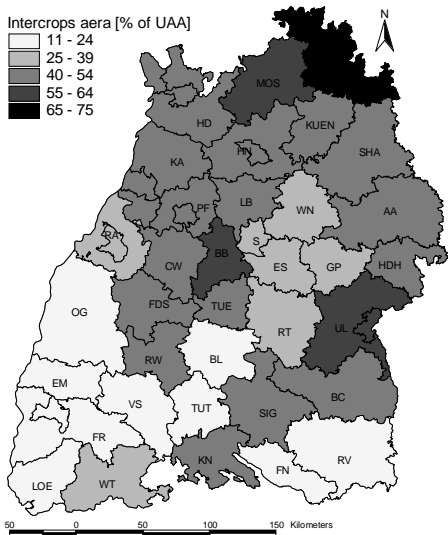 Intercrops aera [% of UAA]
11 - 24
25 - 39
40 - 54
55 - 64
65 - 75
N
MOS
HD
KUEN
HN
SHA
KA
LB
PF
WN
AA
RA
S
BB
CW
ES
GP
HDH
OG
FDS
TUE
RT
UL
RW
BL
EM
VS
TUT
SIG
BC
FR
KN
RV
FN
LOE
WT
50 0 50 100 150 Kilometers